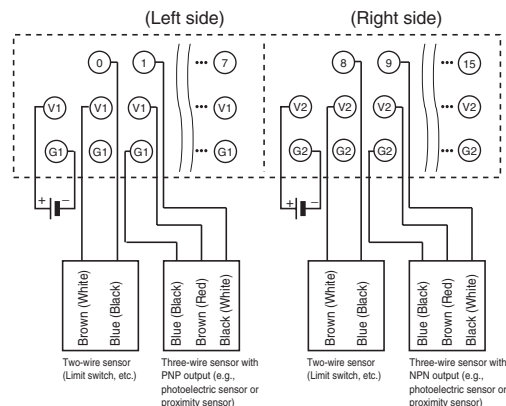 (Left side) (Right side)
0 1 ••• 7 8 9 ••• 15
V1 V1 V1 ••• V1 V2 V2 V2 ••• V2
G1 G1 G1 ••• G1 G2 G2 G2 ••• G2
+ − + −
Brown (White)
Blue (Black)
Blue (Black)
Brown (Red)
Black (White)
Brown (White)
Blue (Black)
Blue (Black)
Brown (Red)
Black (White)
Two-wire sensor
(Limit switch, etc.)
Three-wire sensor with
PNP output (e.g.,
photoelectric sensor or
proximity sensor)
Two-wire sensor
(Limit switch, etc.)
Three-wire sensor with
NPN output (e.g.,
photoelectric sensor or
proximity sensor)